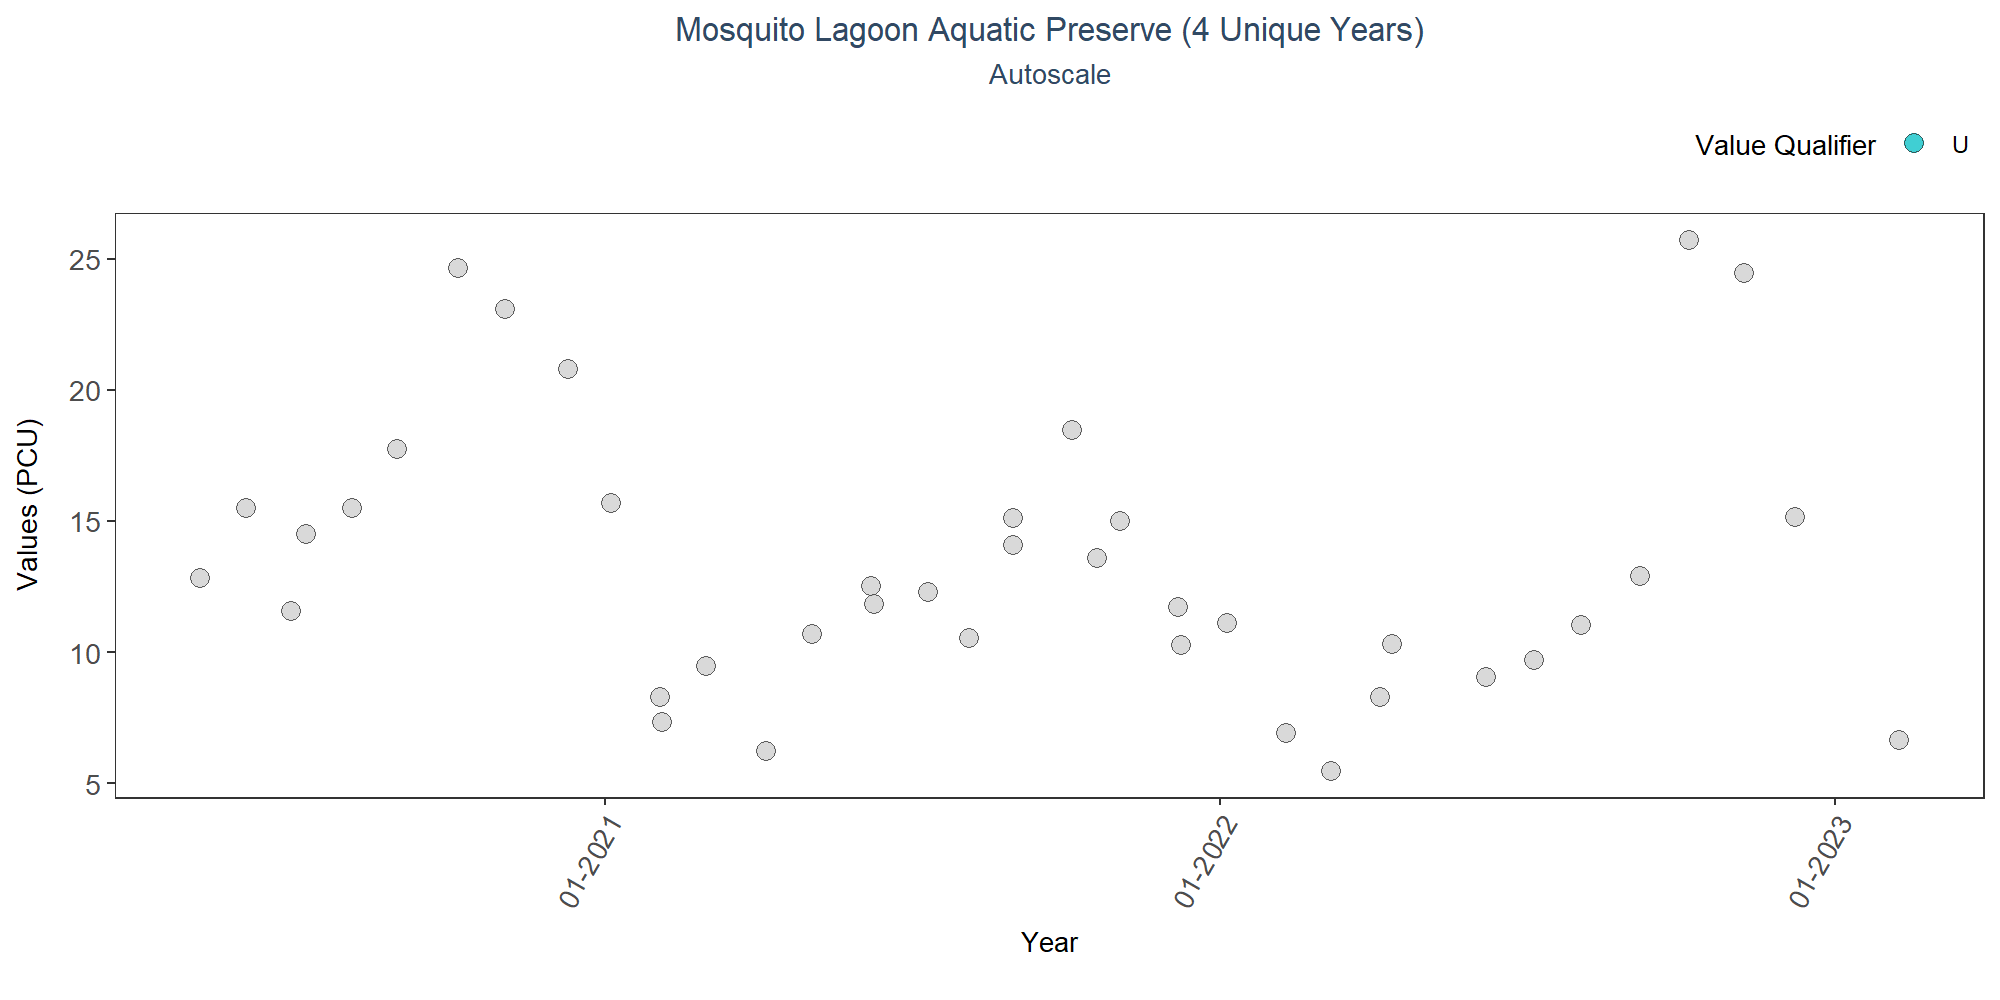 Mosquito Lagoon Aquatic Preserve (4 Unique Years)
Autoscale
Value Qualifier U
25
20
15
10
5
Values (PCU)
01-2021
01-2022
01-2023
Year